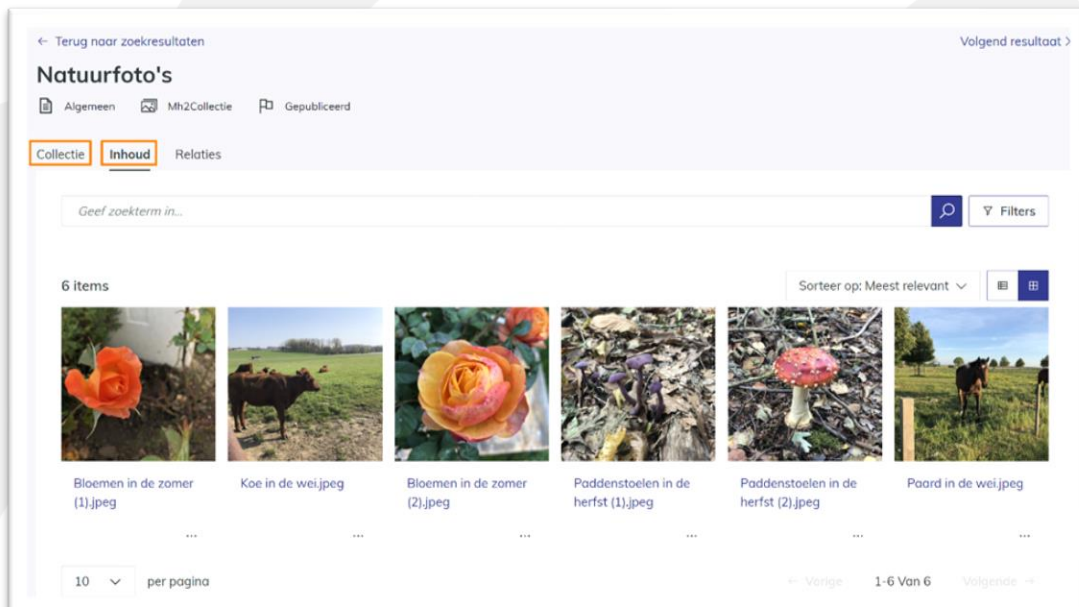 ← Terug naar zoekresultaten
Volgend resultaat >
Natuurfoto's
Algemeen Mh2Collectie Gepubliceerd
Collectie Inhoud Relaties
Geef zoekterm in...
Filters
6 items
Sorteer op: Meest relevant
Bloemen in de zomer
(1).jpeg
Koe in de wei.jpeg
Bloemen in de zomer
(2).jpeg
Paddenstoelen in de
herfst (1).jpeg
Paddenstoelen in de
herfst (2).jpeg
Paard in de wei.jpeg
... ... ... ... ... ...
10 per pagina
← Vorige 1-6 Van 6 Volgende →